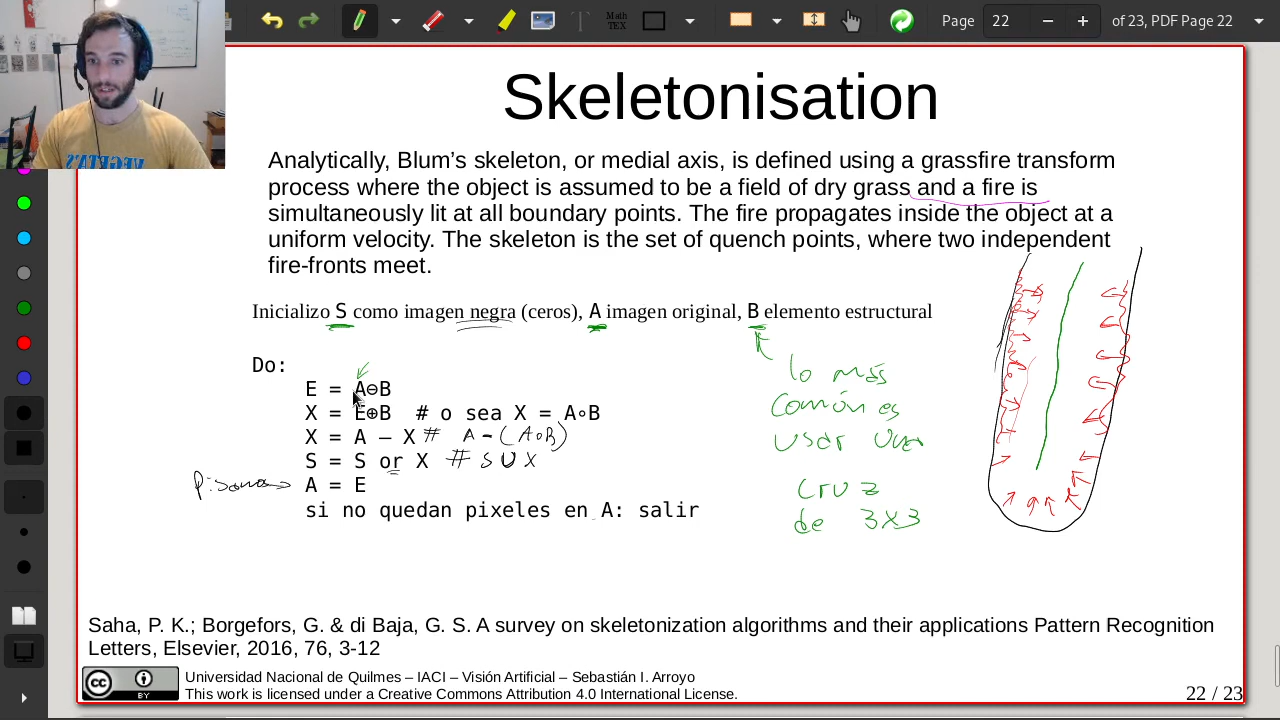 Page 22 of 23, PDF Page 22
Math
TEX
Skeletonisation
Analytically, Blum's skeleton, or medial axis, is defined using a grassfire transform
process where the object is assumed to be a field of dry grass and a fire is
simultaneously lit at all boundary points. The fire propagates inside the object at a
uniform velocity. The skeleton is the set of quench points, where two independent
fire-fronts meet.
Inicializo S como imagen negra (ceros), A imagen original, B elemento estructural
Do:
E = A⊖B
X = E⊕B # o sea X = A∘B
X = A – X # A-(A∘B)
S = S or X # S U X
A = E
si no quedan pixeles en A: salir
lo más
común es
usar una
cruz
de 3x3
Saha, P. K.; Borgefors, G. & di Baja, G. S. A survey on skeletonization algorithms and their applications Pattern Recognition
Letters, Elsevier, 2016, 76, 3-12
cc BY
Universidad Nacional de Quilmes – IACI – Visión Artificial – Sebastián I. Arroyo
This work is licensed under a Creative Commons Attribution 4.0 International License.
22 / 23